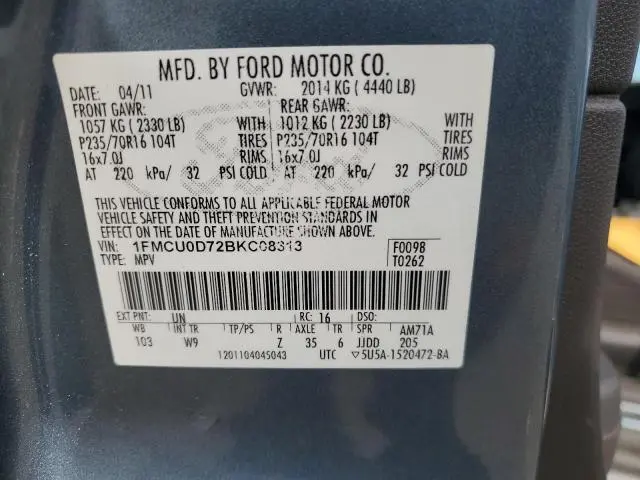 MFD. BY FORD MOTOR CO.
DATE: 04/11 GVWR: 2014 KG ( 4440 LB)
FRONT GAWR: REAR GAWR:
1057 KG ( 2330 LB) WITH 1012 KG ( 2230 LB) WITH
P235/70R16 104T TIRES P235/70R16 104T TIRES
16x7.0J RIMS 16x7.0J RIMS
AT 220 kPa/ 32 PSI COLD AT 220 kPa/ 32 PSI COLD
THIS VEHICLE CONFORMS TO ALL APPLICABLE FEDERAL MOTOR
VEHICLE SAFETY AND THEFT PREVENTION STANDARDS IN
EFFECT ON THE DATE OF MANUFACTURE SHOWN ABOVE.
VIN: 1FMCU0D72BKC08313 F0098
TYPE: MPV T0262
EXT PNT: UN RC: 16 DSO:
WB INT TR TP/PS R AXLE TR SPR AM71A
103 W9 Z 35 6 JJDD 205
1201104045043 UTC ▽5U5A-1520472-BA